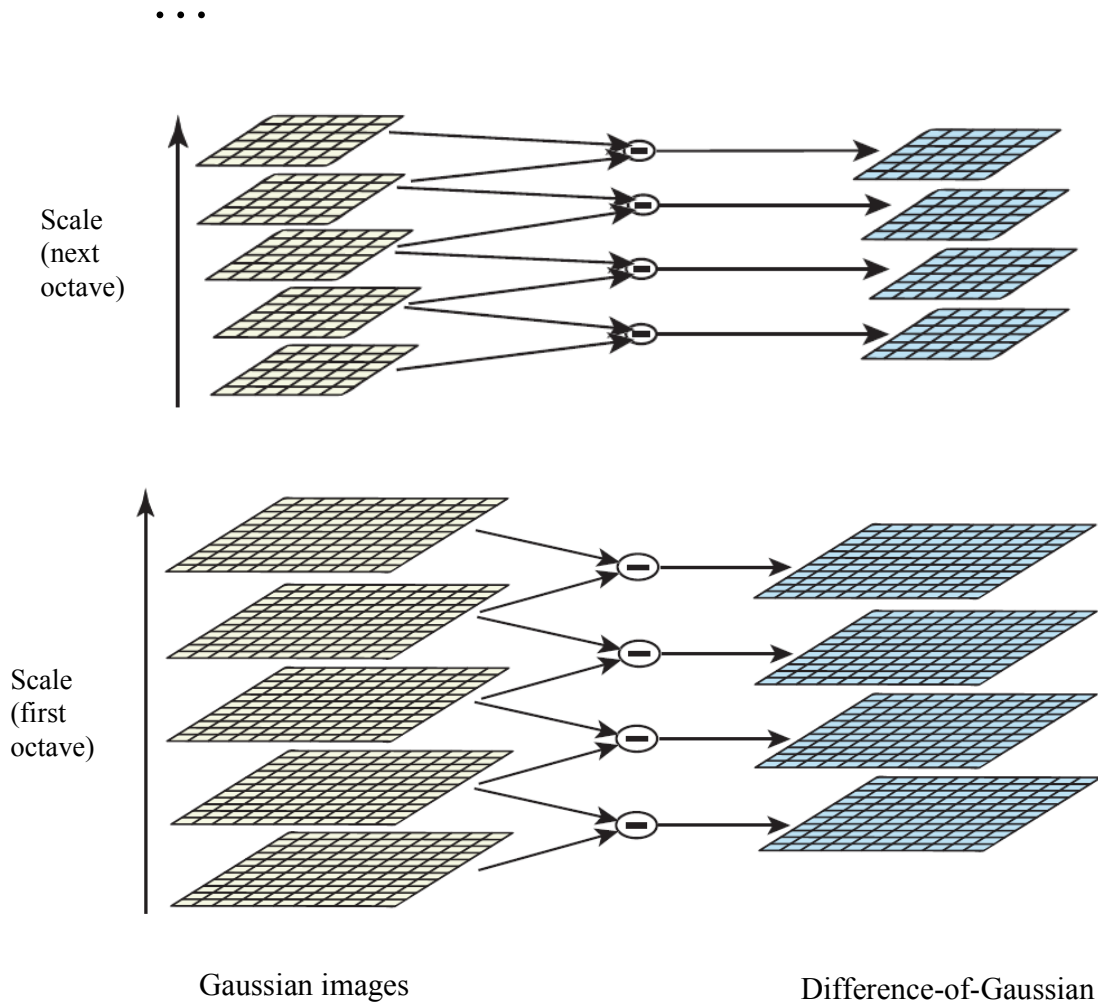 . . .
Scale
(next
octave)
Scale
(first
octave)
Gaussian images
Difference-of-Gaussian